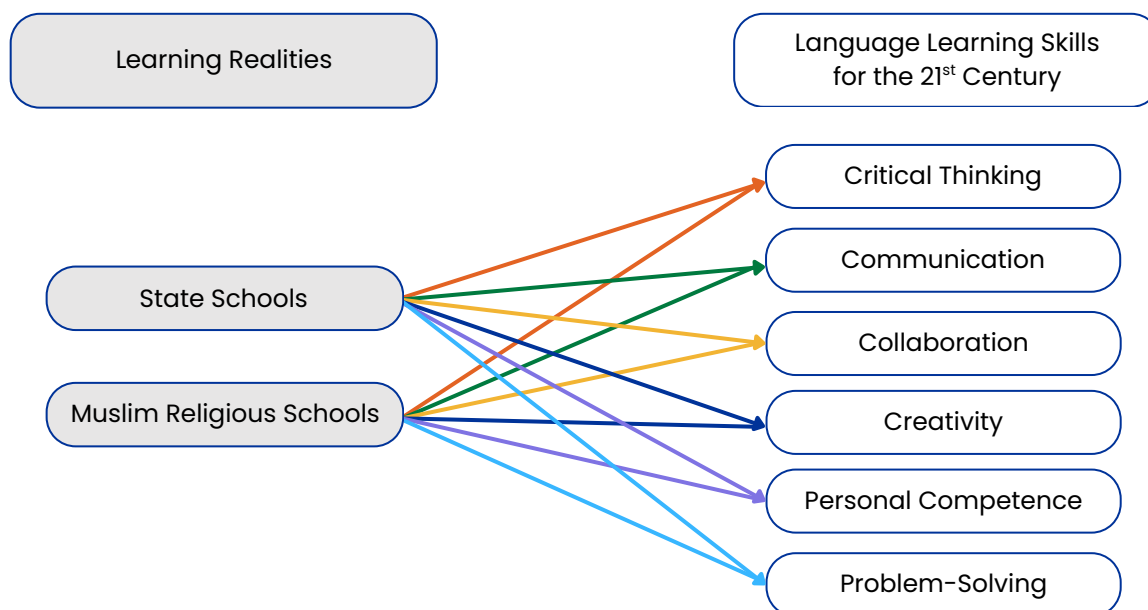 Learning Realities
Language Learning Skills
for the 21st Century
Critical Thinking
Communication
State Schools
Collaboration
Muslim Religious Schools
Creativity
Personal Competence
Problem-Solving